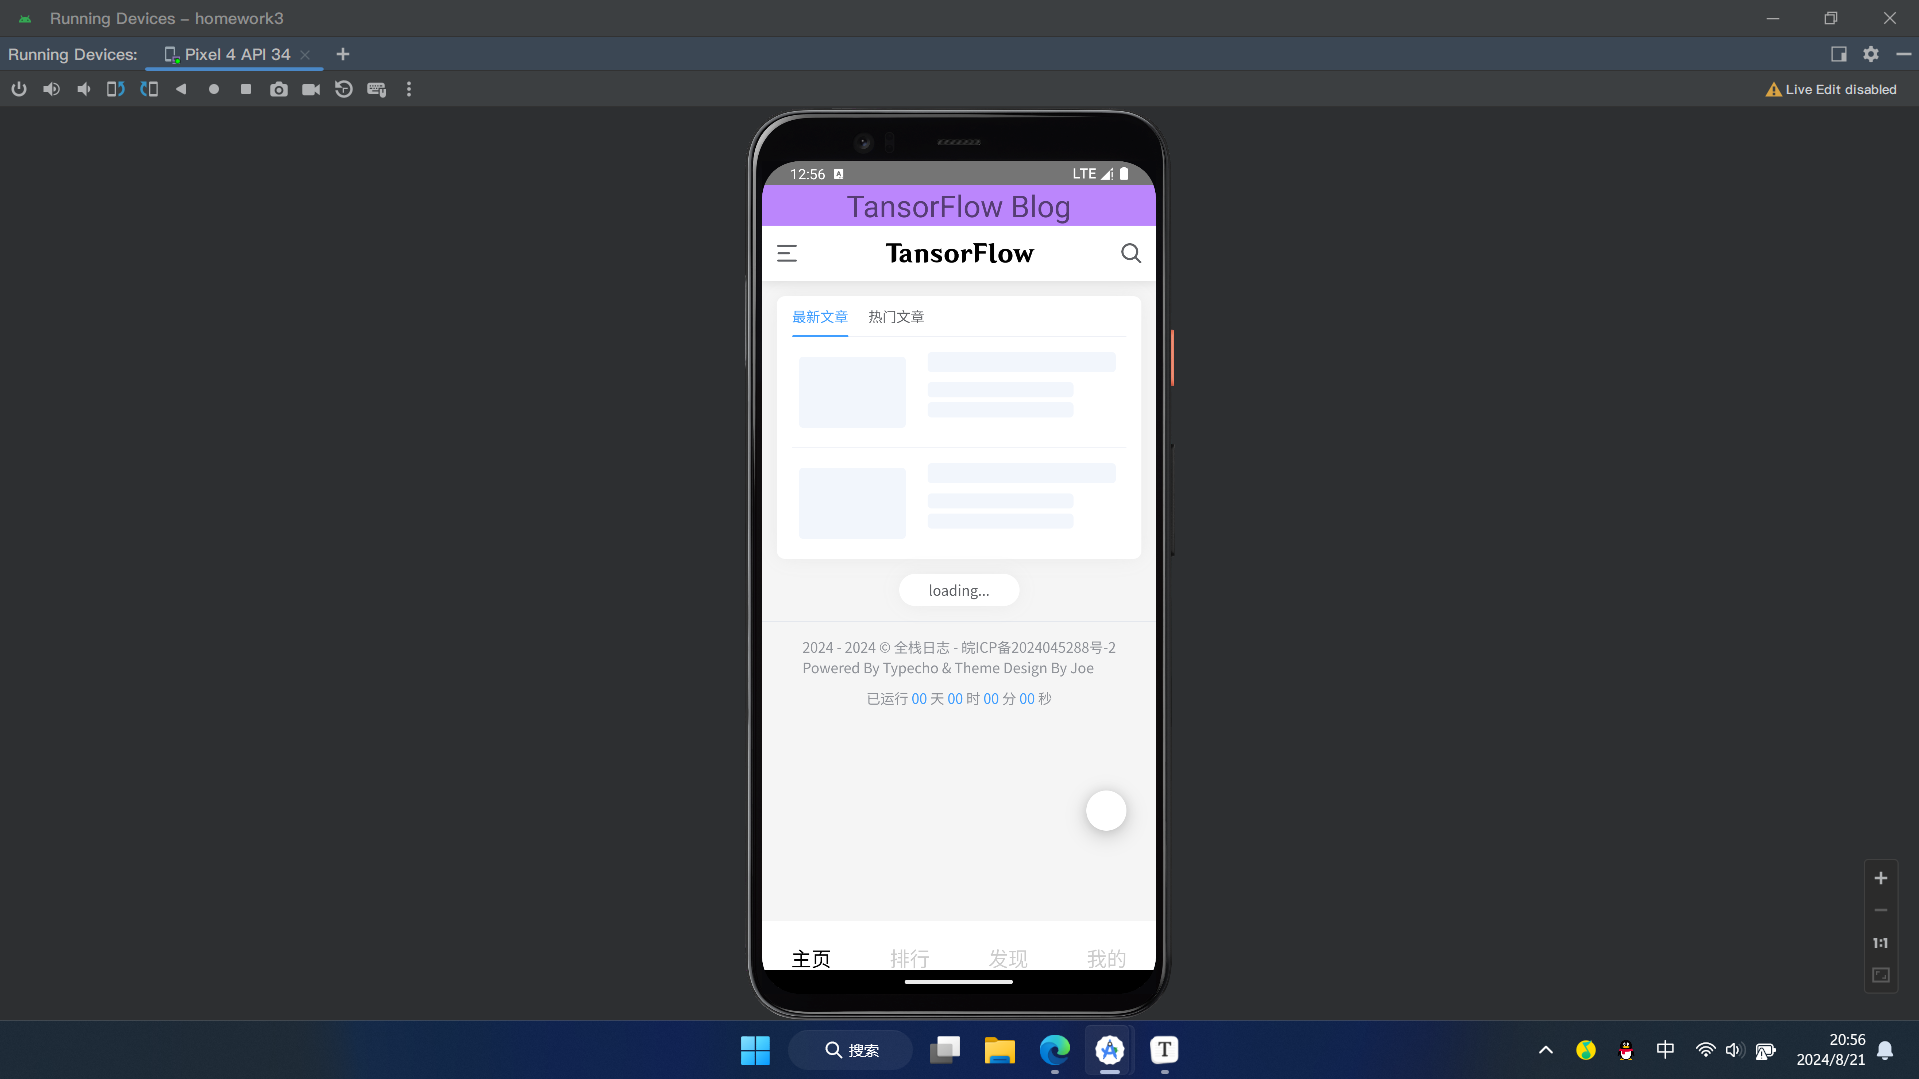 Running Devices - homework3
Running Devices:
Pixel 4 API 34
Live Edit disabled
12:56
LTE
TansorFlow Blog
TansorFlow
最新文章
热门文章
loading...
2024 - 2024 © 全栈日志 - 皖ICP备2024045288号-2
Powered By Typecho & Theme Design By Joe
已运行 00 天 00 时 00 分 00 秒
主页
排行
发现
我的
1:1
搜索
中
20:56
2024/8/21